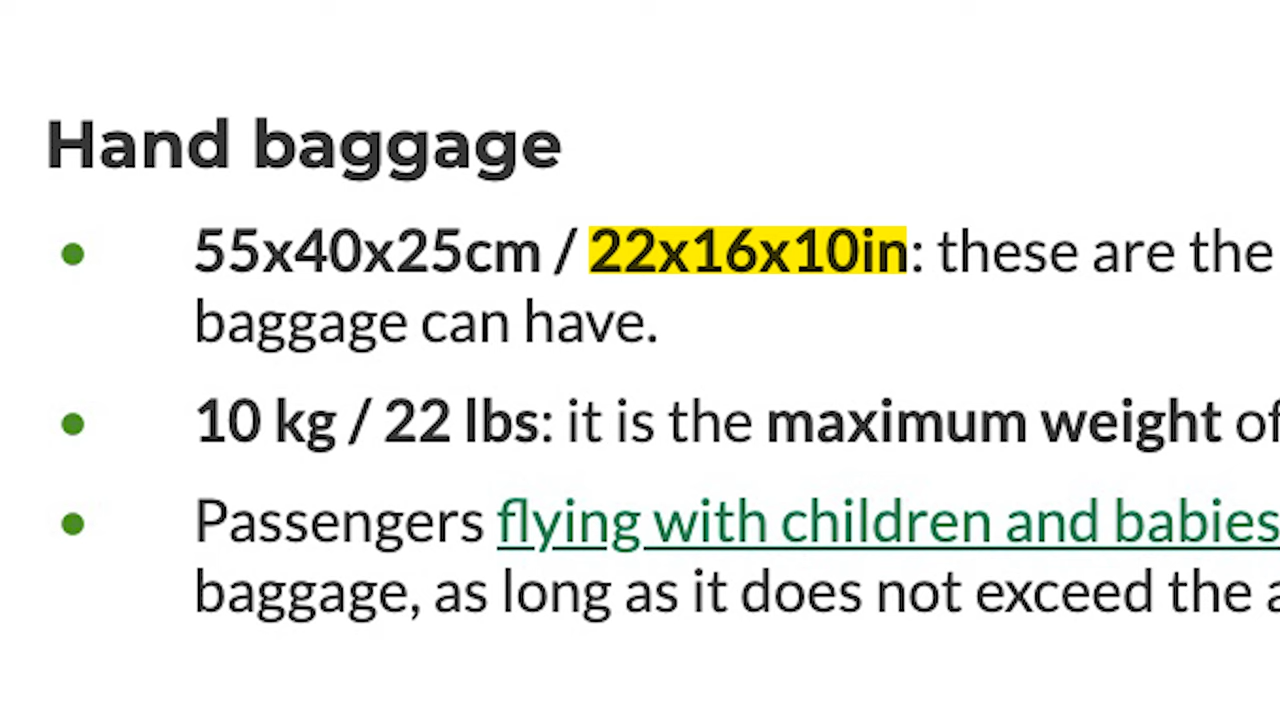 Hand baggage
55x40x25cm / 22x16x10in: these are the
baggage can have.
10 kg / 22 lbs: it is the maximum weight of
Passengers flying with children and babies
baggage, as long as it does not exceed the